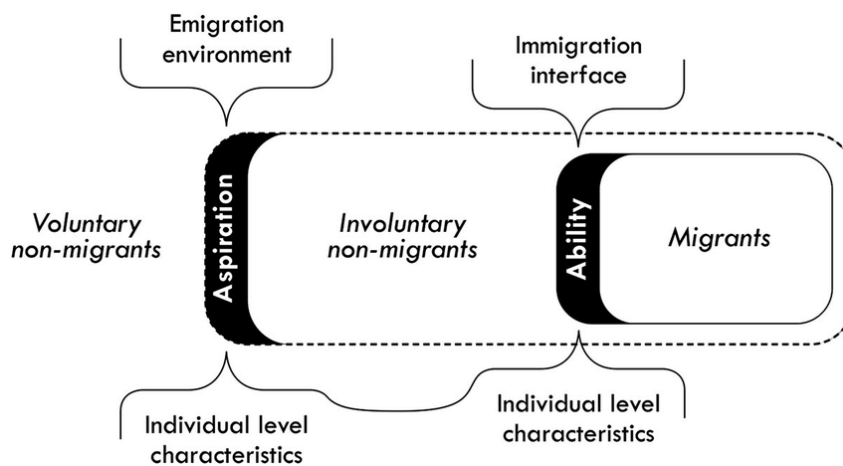 Emigration
environment
Immigration
interface
Voluntary
non-migrants
Aspiration
Involuntary
non-migrants
Ability
Migrants
Individual level
characteristics
Individual level
characteristics